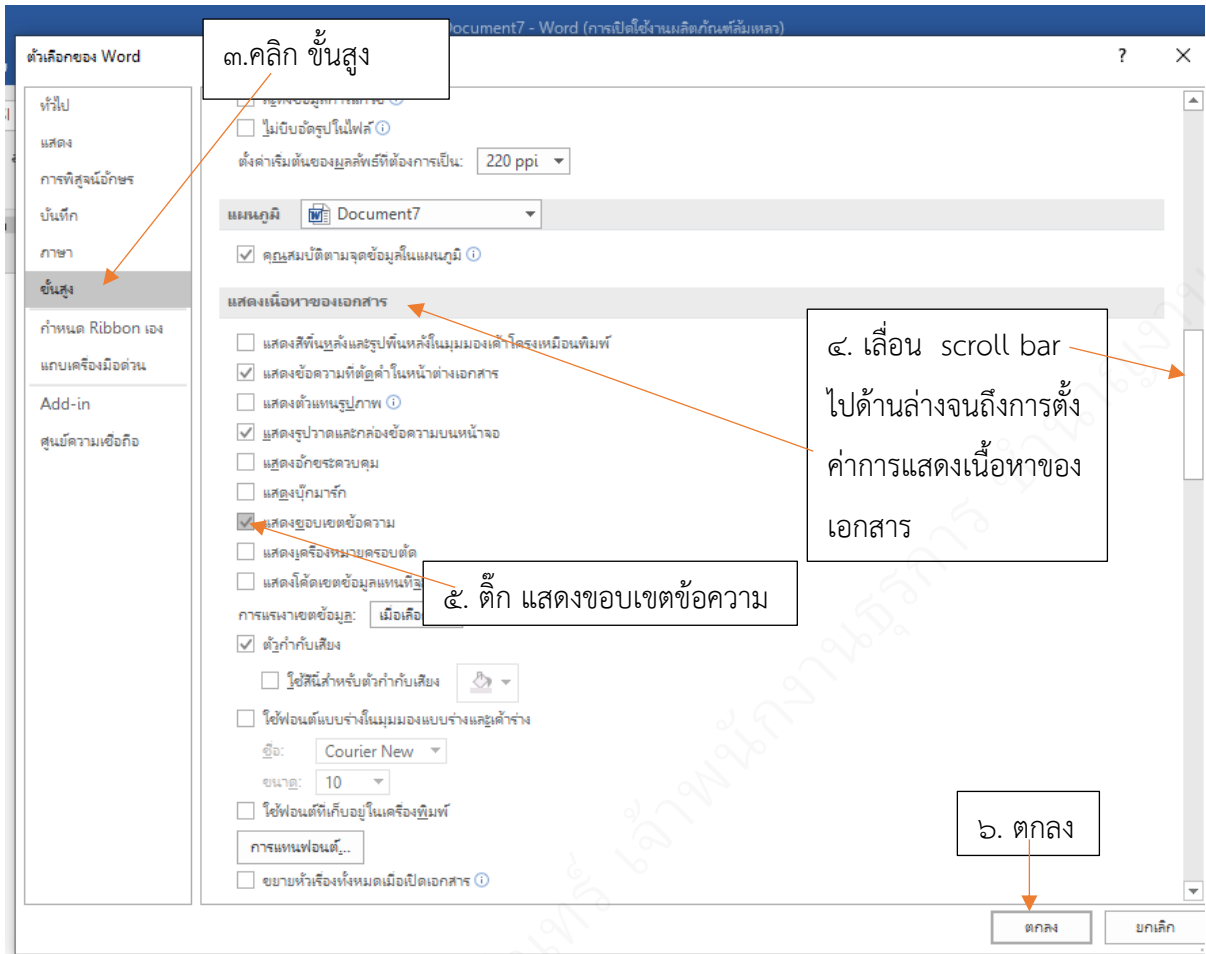 Document7 - Word (การเปิดใช้งานผลิตภัณฑ์ล้มเหลว)
ตัวเลือกของ Word
๓.คลิก ขั้นสูง
?
ทั่วไป
แสดง
การพิสูจน์อักษร
บันทึก
ภาษา
ขั้นสูง
กำหนด Ribbon เอง
แถบเครื่องมือด่วน
Add-in
ศูนย์ความเชื่อถือ
ไม่บีบอัดรูปในไฟล์
ตั้งค่าเริ่มต้นของผลลัพธ์ที่ต้องการเป็น: 220 ppi
แผนภูมิ Document7
คุณสมบัติตามจุดข้อมูลในแผนภูมิ
แสดงเนื้อหาของเอกสาร
แสดงสีพื้นหลังและรูปพื้นหลังในมุมมองเค้าโครงเหมือนพิมพ์
แสดงข้อความที่ตัดคำในหน้าต่างเอกสาร
แสดงตัวแทนรูปภาพ
แสดงรูปวาดและกล่องข้อความบนหน้าจอ
แสดงอักขระควบคุม
แสดงบุ๊กมาร์ก
แสดงขอบเขตข้อความ
แสดงเครื่องหมายครอบตัด
แสดงโค้ดเขตข้อมูลแทนที่
การแรเงาเขตข้อมูล: เมื่อเลือก
ตัวกำกับเสียง
ใช้สีนี้สำหรับตัวกำกับเสียง
ใช้ฟอนต์แบบร่างในมุมมองแบบร่างและเค้าร่าง
ชื่อ: Courier New
ขนาด: 10
ใช้ฟอนต์ที่เก็บอยู่ในเครื่องพิมพ์
การแทนฟอนต์...
ขยายหัวเรื่องทั้งหมดเมื่อเปิดเอกสาร
๔. เลื่อน scroll bar
ไปด้านล่างจนถึงการตั้ง
ค่าการแสดงเนื้อหาของ
เอกสาร
๕. ติ๊ก แสดงขอบเขตข้อความ
๖. ตกลง
ตกลง ยกเลิก
เจ้าพนักงานธุรการ ชำนาญงาน